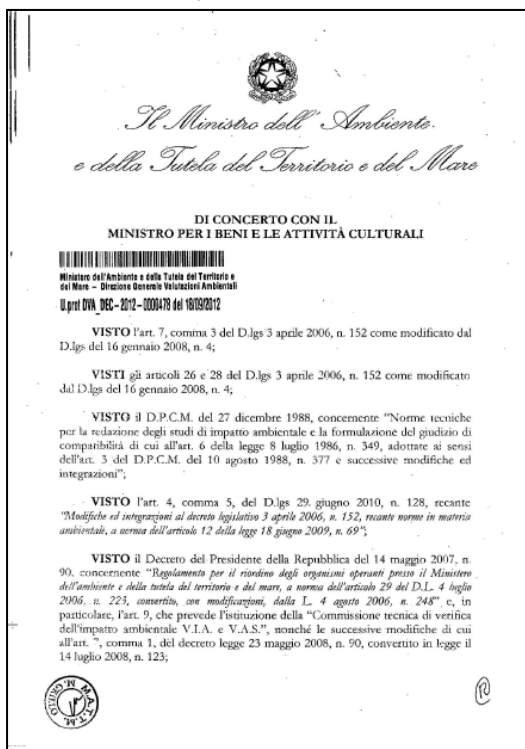 Il Ministro dell'Ambiente
e della Tutela del Territorio e del Mare
DI CONCERTO CON IL
MINISTRO PER I BENI E LE ATTIVITÀ CULTURALI
Ministero dell'Ambiente e della Tutela del Territorio e
del Mare – Direzione Generale Valutazioni Ambientali
U.prot DVA_DEC-2012-0000478 del 18/09/2012
VISTO l'art. 7, comma 3 del D.lgs 3 aprile 2006, n. 152 come modificato dal
D.lgs del 16 gennaio 2008, n. 4;
VISTI gli articoli 26 e 28 del D.lgs 3 aprile 2006, n. 152 come modificato
dal D.lgs del 16 gennaio 2008, n. 4;
VISTO il D.P.C.M. del 27 dicembre 1988, concernente "Norme tecniche
per la redazione degli studi di impatto ambientale e la formulazione del giudizio di
compatibilità di cui all'art. 6 della legge 8 luglio 1986, n. 349, adottate ai sensi
dell'art. 3 del D.P.C.M. del 10 agosto 1988, n. 377 e successive modifiche ed
integrazioni";
VISTO l'art. 4, comma 5, del D.lgs 29 giugno 2010, n. 128, recante
"Modifiche ed integrazioni al decreto legislativo 3 aprile 2006, n. 152, recante norme in materia
ambientale, a norma dell'articolo 12 della legge 18 giugno 2009, n. 69";
VISTO il Decreto del Presidente della Repubblica del 14 maggio 2007, n.
90, concernente "Regolamento per il riordino degli organismi operanti presso il Ministero
dell'ambiente e della tutela del territorio e del mare, a norma dell'articolo 29 del D.L. 4 luglio
2006, n. 223, convertito, con modificazioni, dalla L. 4 agosto 2006, n. 248" e, in
particolare, l'art. 9, che prevede l'istituzione della "Commissione tecnica di verifica
dell'impatto ambientale V.I.A. e V.A.S.", nonché le successive modifiche di cui
all'art. 7, comma 1, del decreto legge 23 maggio 2008, n. 90, convertito in legge il
14 luglio 2008, n. 123;
M.A.T.T.M.